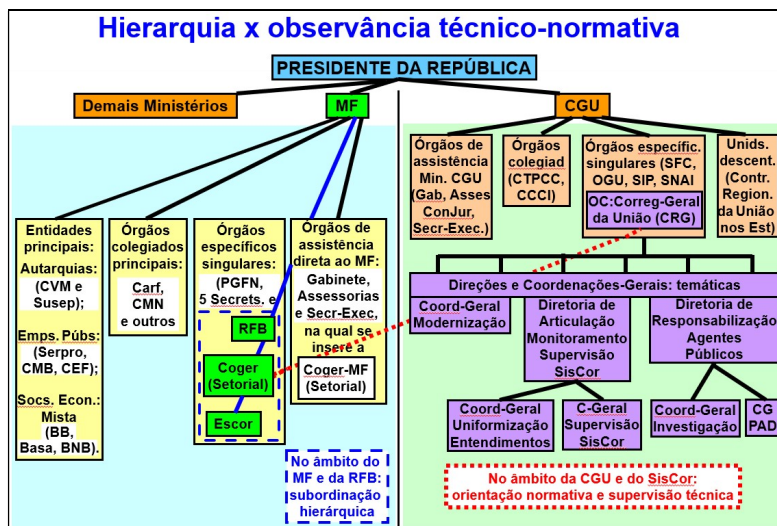 Hierarquia x observância técnico-normativa
PRESIDENTE DA REPÚBLICA
Demais Ministérios
MF
CGU
Entidades
principais:
Autarquias:
(CVM e
Susep);
Emps. Púbs:
(Serpro,
CMB, CEF);
Socs. Econ.:
Mista
(BB,
Basa, BNB).
Órgãos
colegiados
principais:
Carf,
CMN
e outros
Órgãos
específicos
singulares:
(PGFN,
5 Secrets. e
RFB
Coger
(Setorial)
Escor
Órgãos de
assistência
direta ao MF:
Gabinete,
Assessorias
e Secr-Exec,
na qual se
insere a
Coger-MF
(Setorial)
No âmbito do
MF e da RFB:
subordinação
hierárquica
Órgãos de
assistência
Min. CGU
(Gab, Asses
ConJur,
Secr-Exec.)
Órgãos
colegiad
(CTPCC,
CCCI)
Órgãos específic.
singulares (SFC,
OGU, SIP, SNAI
OC:Correg-Geral
da União (CRG)
Unids.
descent.
(Contr.
Region.
da União
nos Est)
Direções e Coordenações-Gerais: temáticas
Coord-Geral
Modernização
Diretoria de
Articulação
Monitoramento
Supervisão
SisCor
Diretoria de
Responsabilização
Agentes
Públicos
Coord-Geral
Uniformização
Entendimentos
C-Geral
Supervisão
SisCor
Coord-Geral
Investigação
CG
PAD
No âmbito da CGU e do SisCor:
orientação normativa e supervisão técnica